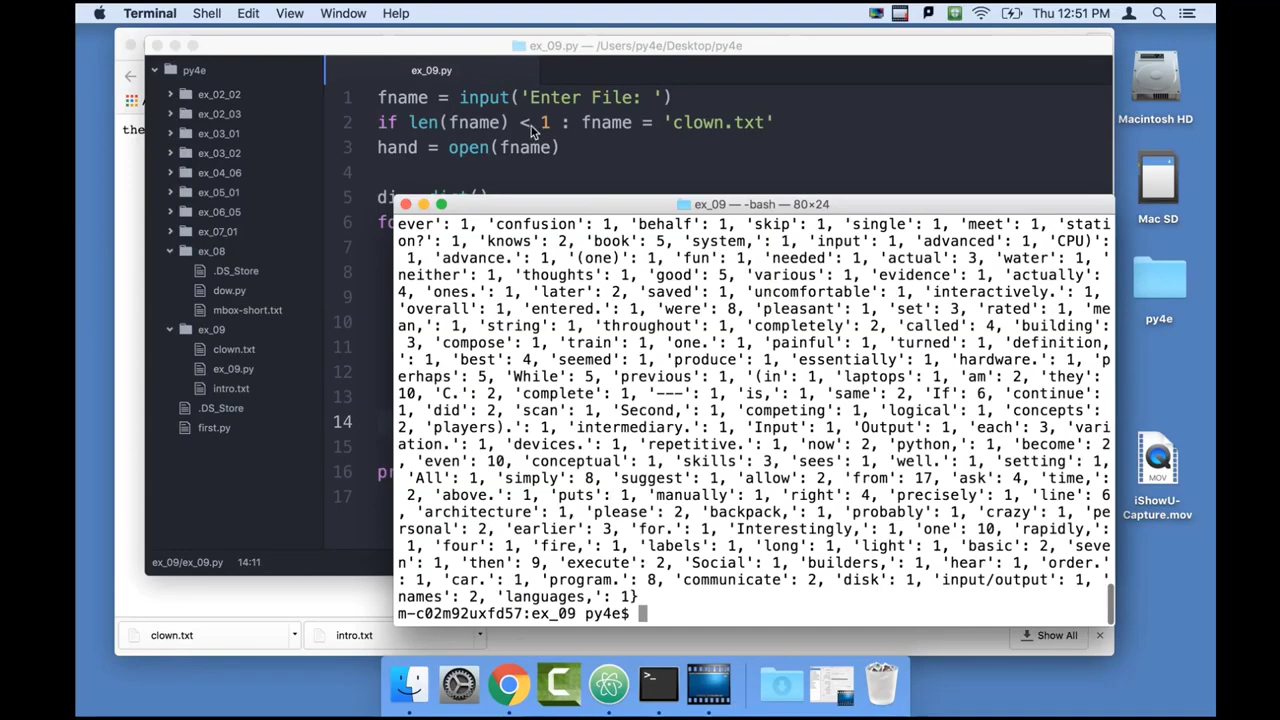 Terminal Shell Edit View Window Help Thu 12:51 PM
ex_09.py — /Users/py4e/Desktop/py4e
py4e
ex_02_02
ex_02_03
ex_03_01
ex_03_02
ex_04_06
ex_05_01
ex_06_05
ex_07_01
ex_08
.DS_Store
dow.py
mbox-short.txt
ex_09
clown.txt
ex_09.py
intro.txt
.DS_Store
first.py
ex_09.py
1 fname = input('Enter File: ')
2 if len(fname) < 1 : fname = 'clown.txt'
3 hand = open(fname)
4
5
6
7
8
9
10
11
12
13
14
15
16
17
ex_09/ex_09.py 14:11
the
ex_09 — -bash — 80×24
ever': 1, 'confusion': 1, 'behalf': 1, 'skip': 1, 'single': 1, 'meet': 1, 'stati
on?': 1, 'knows': 2, 'book': 5, 'system,': 1, 'input': 1, 'advanced': 1, 'CPU)':
1, 'advance.': 1, '(one)': 1, 'fun': 1, 'needed': 1, 'actual': 3, 'water': 1, '
neither': 1, 'thoughts': 1, 'good': 5, 'various': 1, 'evidence': 1, 'actually':
4, 'ones.': 1, 'later': 2, 'saved': 1, 'uncomfortable': 1, 'interactively.': 1,
'overall': 1, 'entered.': 1, 'were': 8, 'pleasant': 1, 'set': 3, 'rated': 1, 'me
an,': 1, 'string': 1, 'throughout': 1, 'completely': 2, 'called': 4, 'building':
3, 'compose': 1, 'train': 1, 'one.': 1, 'painful': 1, 'turned': 1, 'definition,
': 1, 'best': 4, 'seemed': 1, 'produce': 1, 'essentially': 1, 'hardware.': 1, 'p
erhaps': 5, 'While': 5, 'previous': 1, '(in': 1, 'laptops': 1, 'am': 2, 'they':
10, 'C.': 2, 'complete': 1, '---': 1, 'is,': 1, 'same': 2, 'If': 6, 'continue':
1, 'did': 2, 'scan': 1, 'Second,': 1, 'competing': 1, 'logical': 1, 'concepts':
2, 'players).': 1, 'intermediary.': 1, 'Input': 1, 'Output': 1, 'each': 3, 'vari
ation.': 1, 'devices.': 1, 'repetitive.': 1, 'now': 2, 'python,': 1, 'become': 2
, 'even': 10, 'conceptual': 1, 'skills': 3, 'sees': 1, 'well.': 1, 'setting': 1,
'All': 1, 'simply': 8, 'suggest': 1, 'allow': 2, 'from': 17, 'ask': 4, 'time,':
2, 'above.': 1, 'puts': 1, 'manually': 1, 'right': 4, 'precisely': 1, 'line': 6
, 'architecture': 1, 'please': 2, 'backpack,': 1, 'probably': 1, 'crazy': 1, 'pe
rsonal': 2, 'earlier': 3, 'for.': 1, 'Interestingly,': 1, 'one': 10, 'rapidly,':
1, 'four': 1, 'fire,': 1, 'labels': 1, 'long': 1, 'light': 1, 'basic': 2, 'seve
n': 1, 'then': 9, 'execute': 2, 'Social': 1, 'builders,': 1, 'hear': 1, 'order.'
: 1, 'car.': 1, 'program.': 8, 'communicate': 2, 'disk': 1, 'input/output': 1, '
names': 2, 'languages,': 1}
m-c02m92uxfd57:ex_09 py4e$
clown.txt
intro.txt
Show All
Macintosh HD
Mac SD
py4e
MOV
iShowU-
Capture.mov